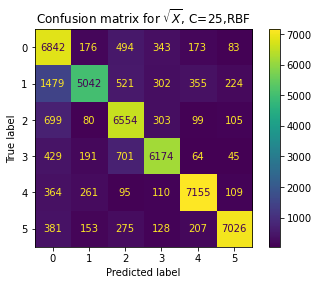 Confusion matrix for $\sqrt{X}$, C=25,RBF
True label
0 6842 176 494 343 173 83
1 1479 5042 521 302 355 224
2 699 80 6554 303 99 105
3 429 191 701 6174 64 45
4 364 261 95 110 7155 109
5 381 153 275 128 207 7026
0 1 2 3 4 5
Predicted label
7000
6000
5000
4000
3000
2000
1000